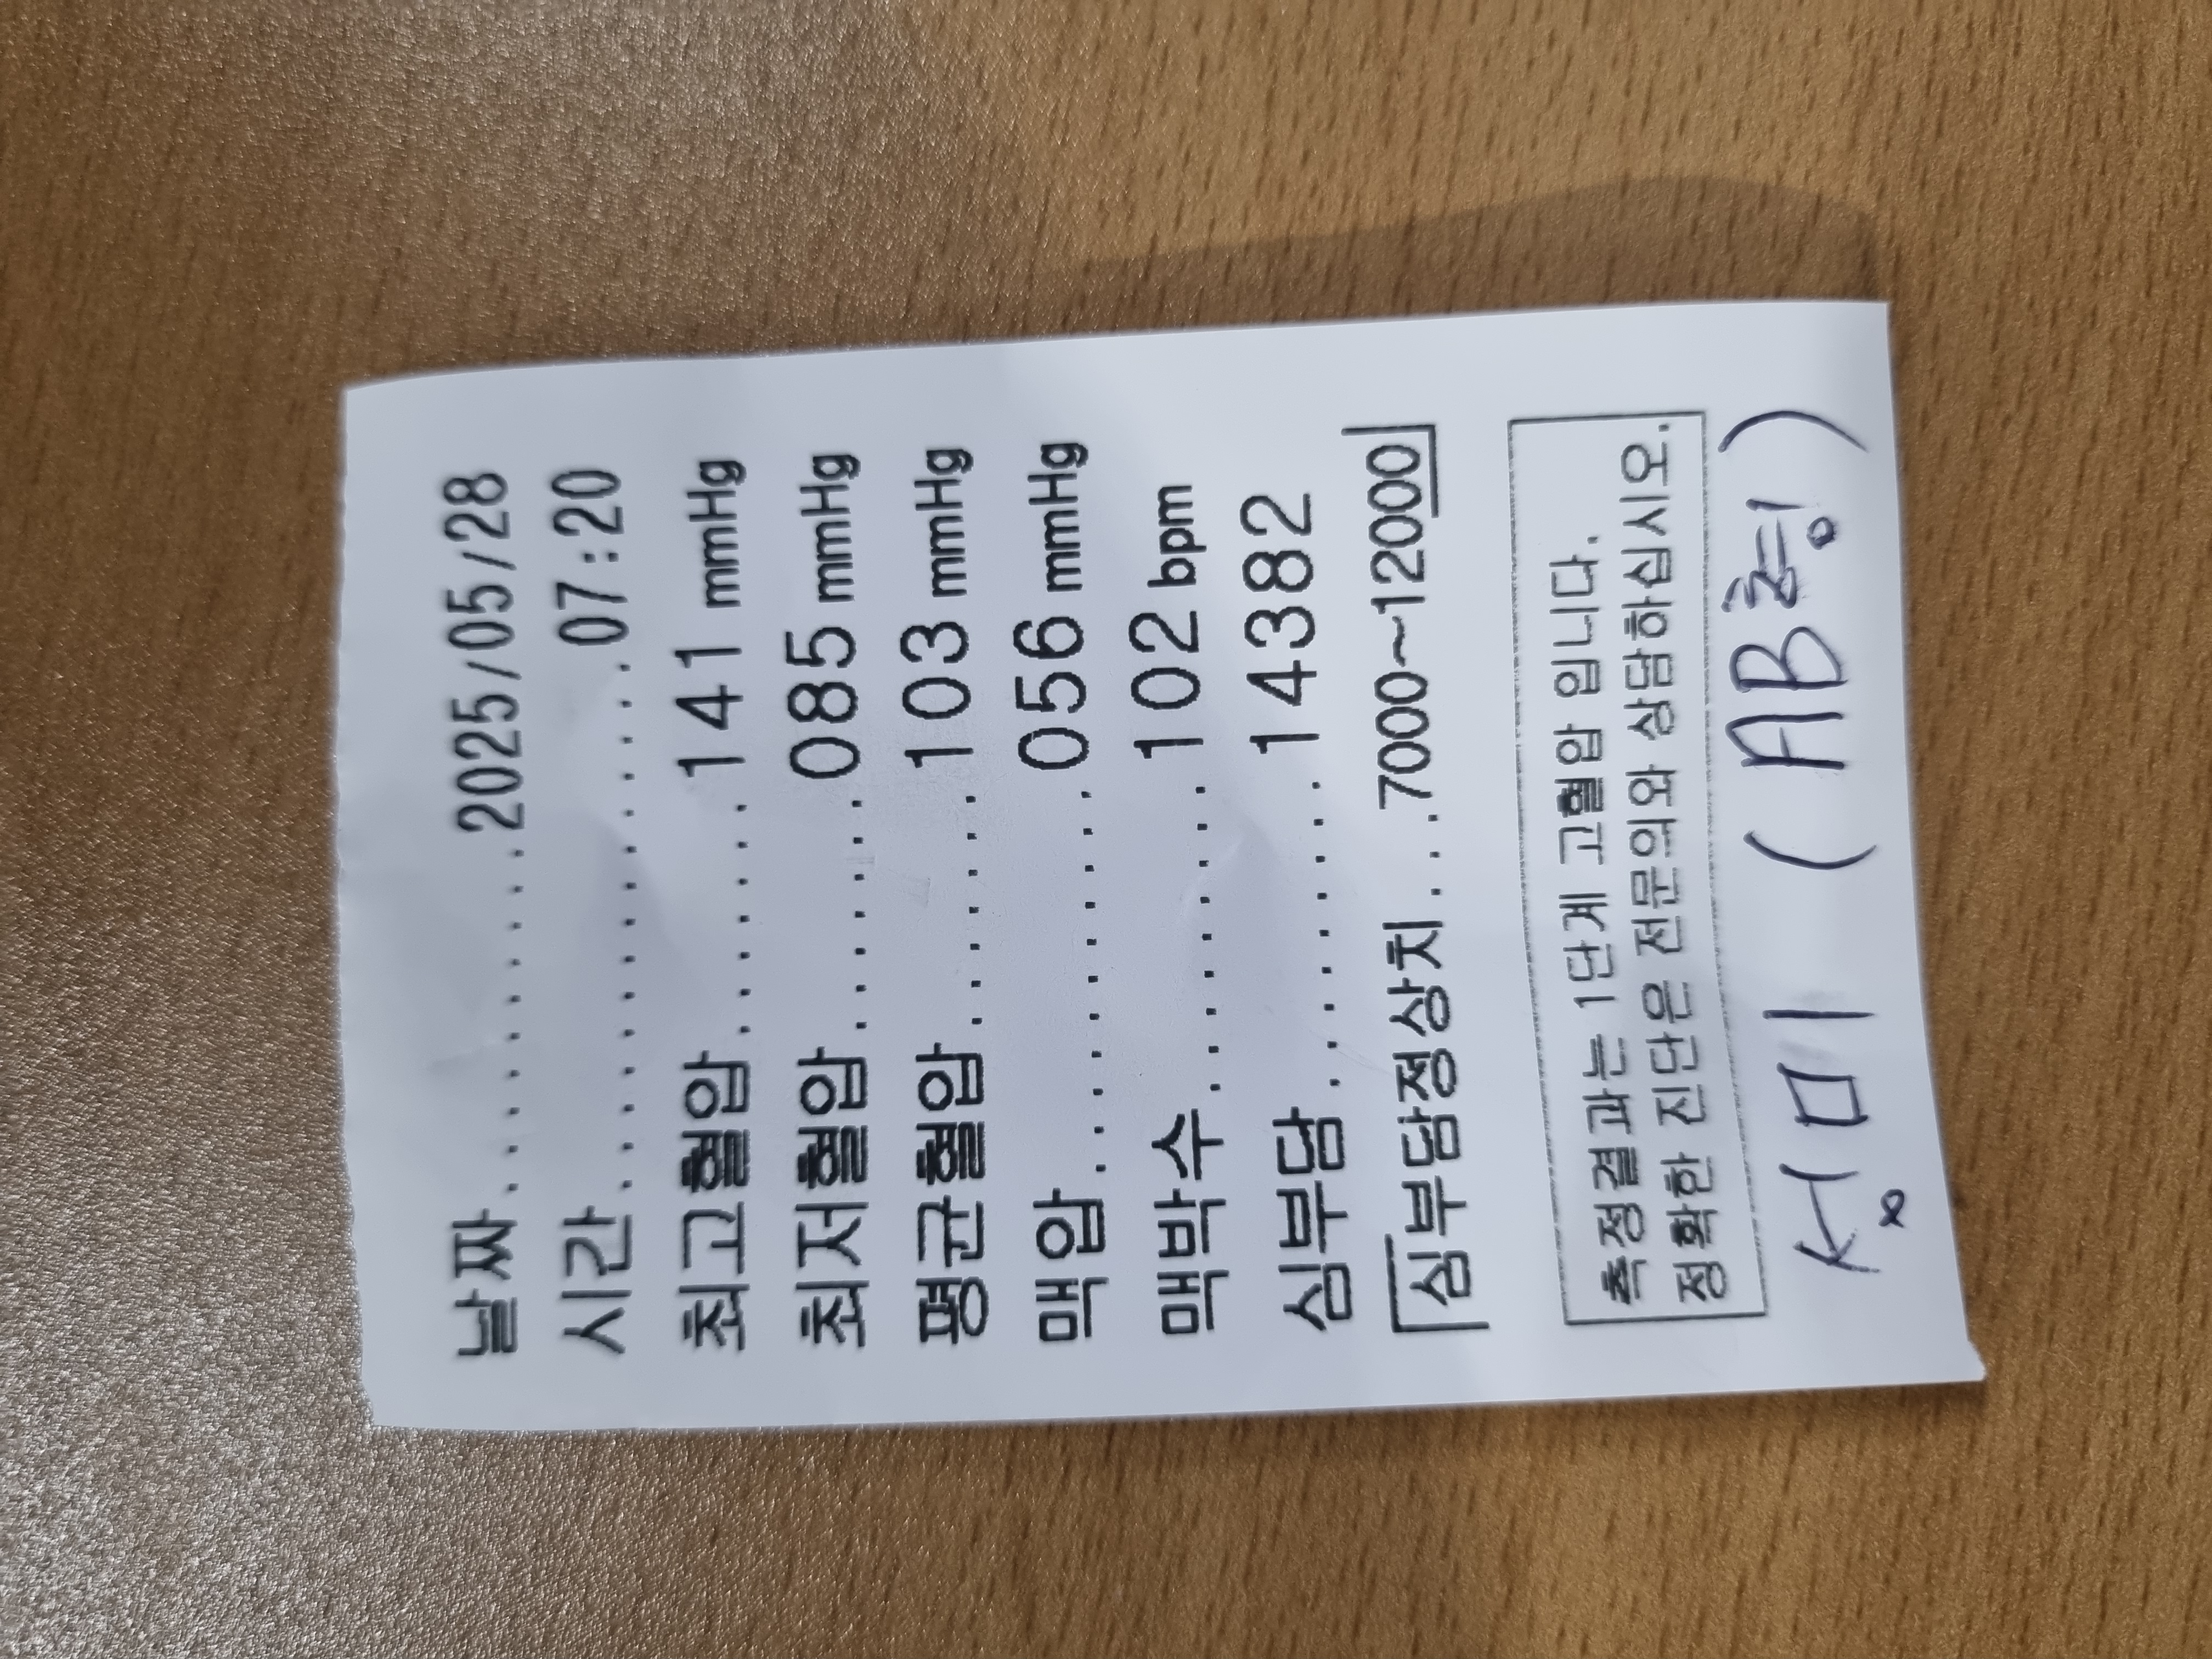 날짜....................2025/05/28
시간.........................07:20
최고혈압..........141 mmHg
최저혈압..........085 mmHg
평균혈압..........103 mmHg
맥압..............056 mmHg
맥박수............102 bpm
심부담............14382
심부담정상치...7000~12000
측정결과는 1단계 고혈압 입니다.
정확한 진단은 전문의와 상담하십시오.
성미 (AB형)